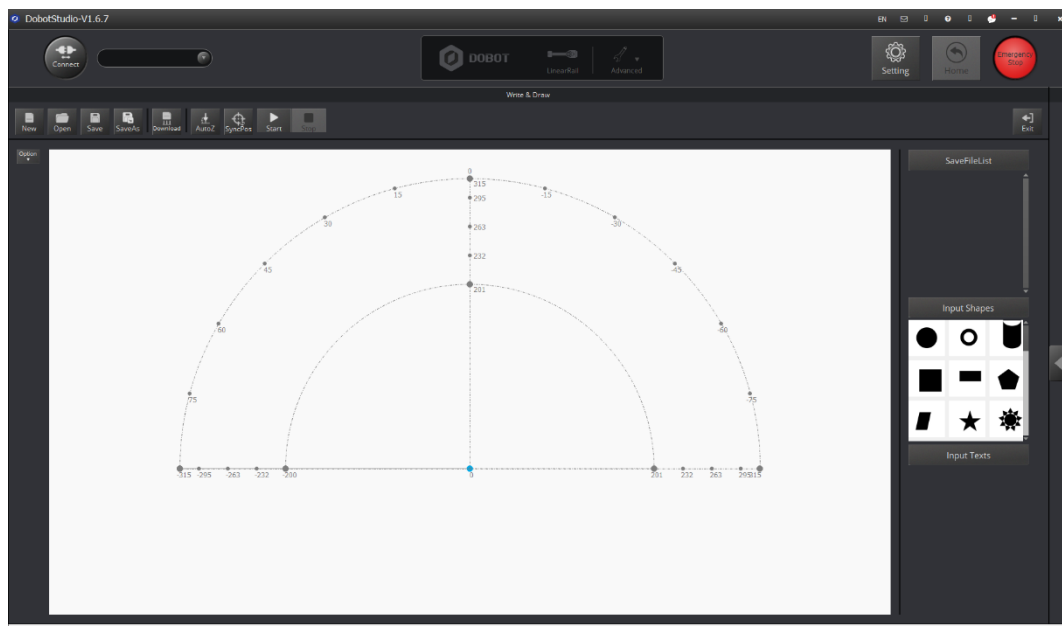 DobotStudio-V1.6.7
EN
Connect
DOBOT
LinearRail
Advanced
Setting
Home
Emergency Stop
Write & Draw
New
Open
Save
SaveAs
Download
AutoZ
SyncPos
Start
Stop
Exit
Option
SaveFileList
0
315
15
-15
295
30
-30
263
232
45
-45
201
60
-60
75
-75
-315
-295
-263
-232
-200
0
201
232
263
295
315
Input Shapes
Input Texts